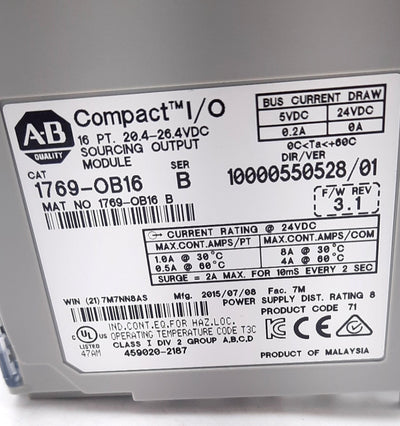 A-B
QUALITY
Compact™ I/O
16 PT. 20.4-26.4VDC
SOURCING OUTPUT
MODULE
CAT
SER
1769-OB16 B
MAT NO 1769-OB16 B
BUS CURRENT DRAW
5VDC 24VDC
0.2A 0A
0C<Ta<+60C
DIR/VER
10000550528/01
F/W REV
3.1
CURRENT RATING @ 24VDC
MAX.CONT.AMPS/PT MAX.CONT.AMPS/COM
1.0A @ 30°C 8A @ 30°C
0.5A @ 60°C 4A @ 60°C
SURGE = 2A MAX. FOR 10mS EVERY 2 SEC
WIN (21) 7M7NN8AS Mfg. 2015/07/08 Fac. 7M
POWER SUPPLY DIST. RATING 8
PRODUCT CODE 71
c UL us
LISTED
47AM
IND.CONT.EQ.FOR HAZ.LOC.
OPERATING TEMPERATURE CODE T3C
CLASS I DIV 2 GROUP A,B,C,D
459020-2187
CE
PRODUCT OF MALAYSIA